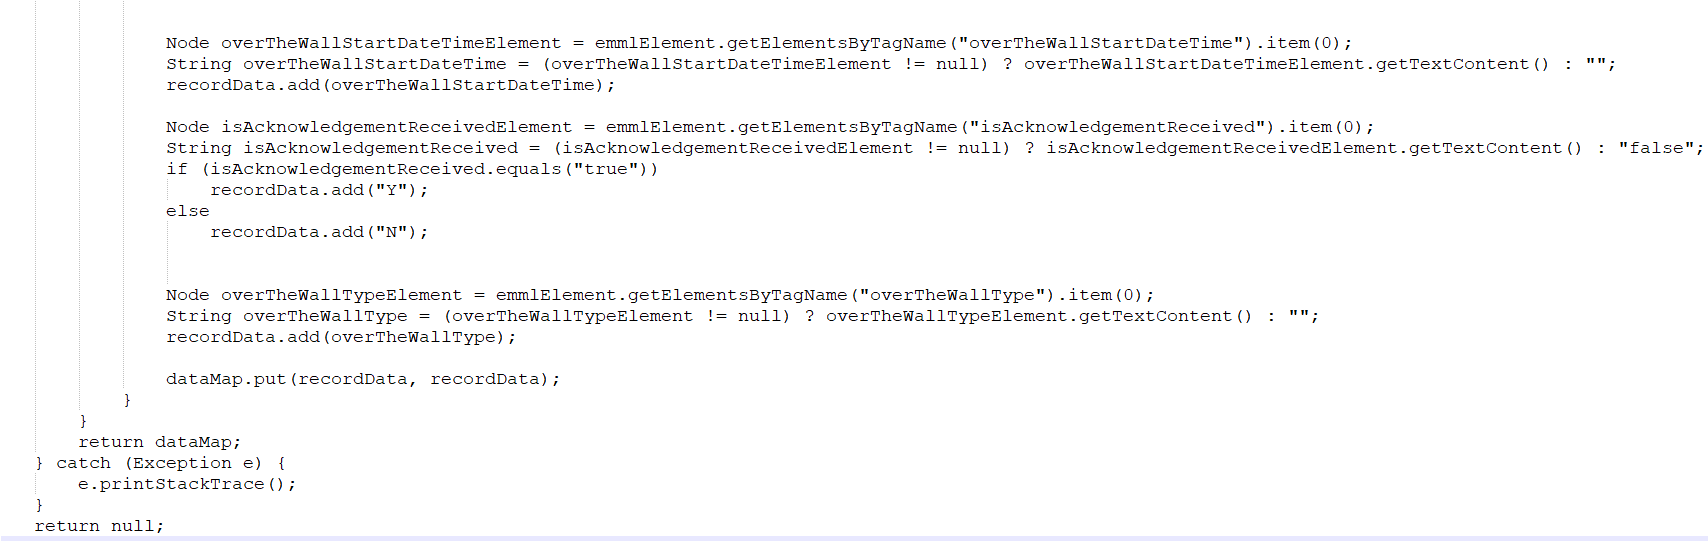 Node overTheWallStartDateTimeElement = emmlElement.getElementsByTagName("overTheWallStartDateTime").item(0);
String overTheWallStartDateTime = (overTheWallStartDateTimeElement != null) ? overTheWallStartDateTimeElement.getTextContent() : "";
recordData.add(overTheWallStartDateTime);
Node isAcknowledgementReceivedElement = emmlElement.getElementsByTagName("isAcknowledgementReceived").item(0);
String isAcknowledgementReceived = (isAcknowledgementReceivedElement != null) ? isAcknowledgementReceivedElement.getTextContent() : "false";
if (isAcknowledgementReceived.equals("true"))
recordData.add("Y");
else
recordData.add("N");
Node overTheWallTypeElement = emmlElement.getElementsByTagName("overTheWallType").item(0);
String overTheWallType = (overTheWallTypeElement != null) ? overTheWallTypeElement.getTextContent() : "";
recordData.add(overTheWallType);
dataMap.put(recordData, recordData);
}
}
return dataMap;
} catch (Exception e) {
e.printStackTrace();
}
return null;